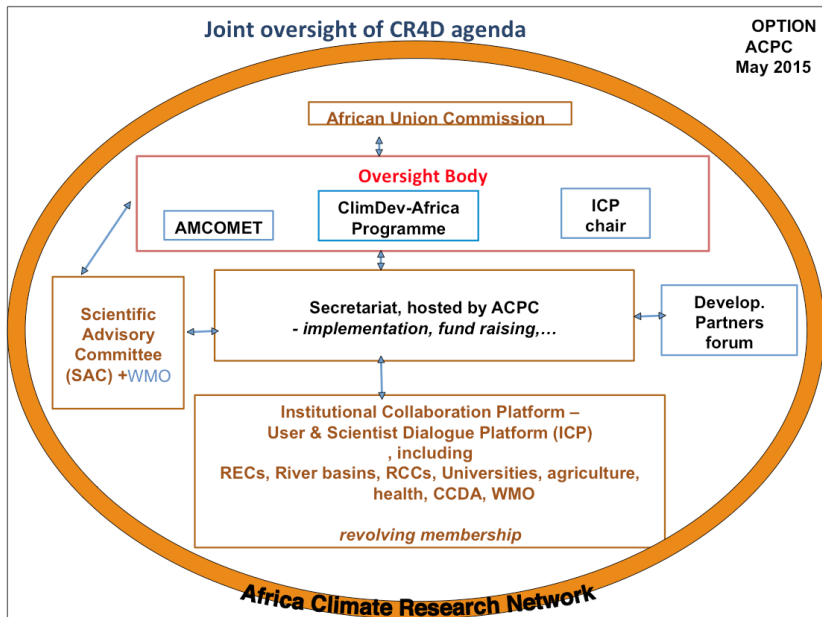 Joint oversight of CR4D agenda
OPTION
ACPC
May 2015
African Union Commission
Oversight Body
AMCOMET
ClimDev-Africa
Programme
ICP
chair
Scientific
Advisory
Committee
(SAC) +WMO
Secretariat, hosted by ACPC
- implementation, fund raising,…
Develop.
Partners
forum
Institutional Collaboration Platform –
User & Scientist Dialogue Platform (ICP)
, including
RECs, River basins, RCCs, Universities, agriculture,
health, CCDA, WMO
revolving membership
Africa Climate Research Network